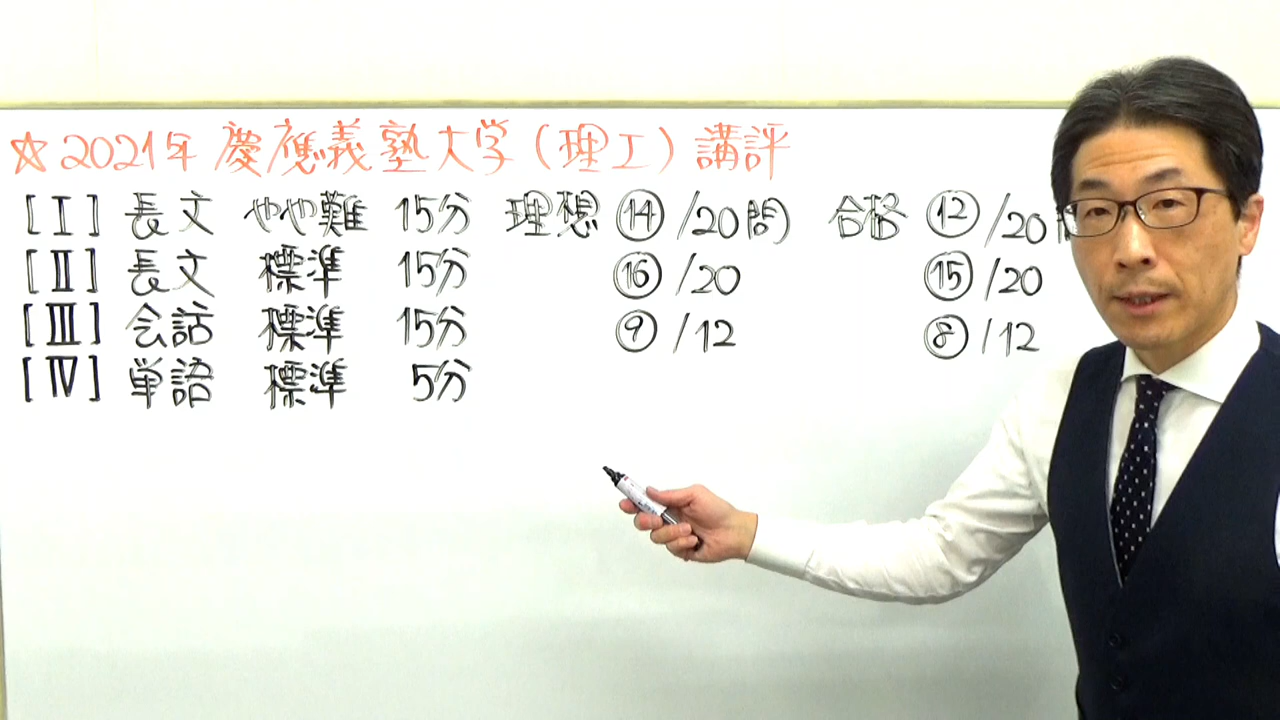 ☆2021年 慶應義塾大学(理工)講評
[Ⅰ] 長文 やや難 15分 理想 ⑭/20問 合格 ⑫/20
[Ⅱ] 長文 標準 15分 ⑯/20 ⑮/20
[Ⅲ] 会話 標準 15分 ⑨/12 ⑧/12
[Ⅳ] 単語 標準 5分